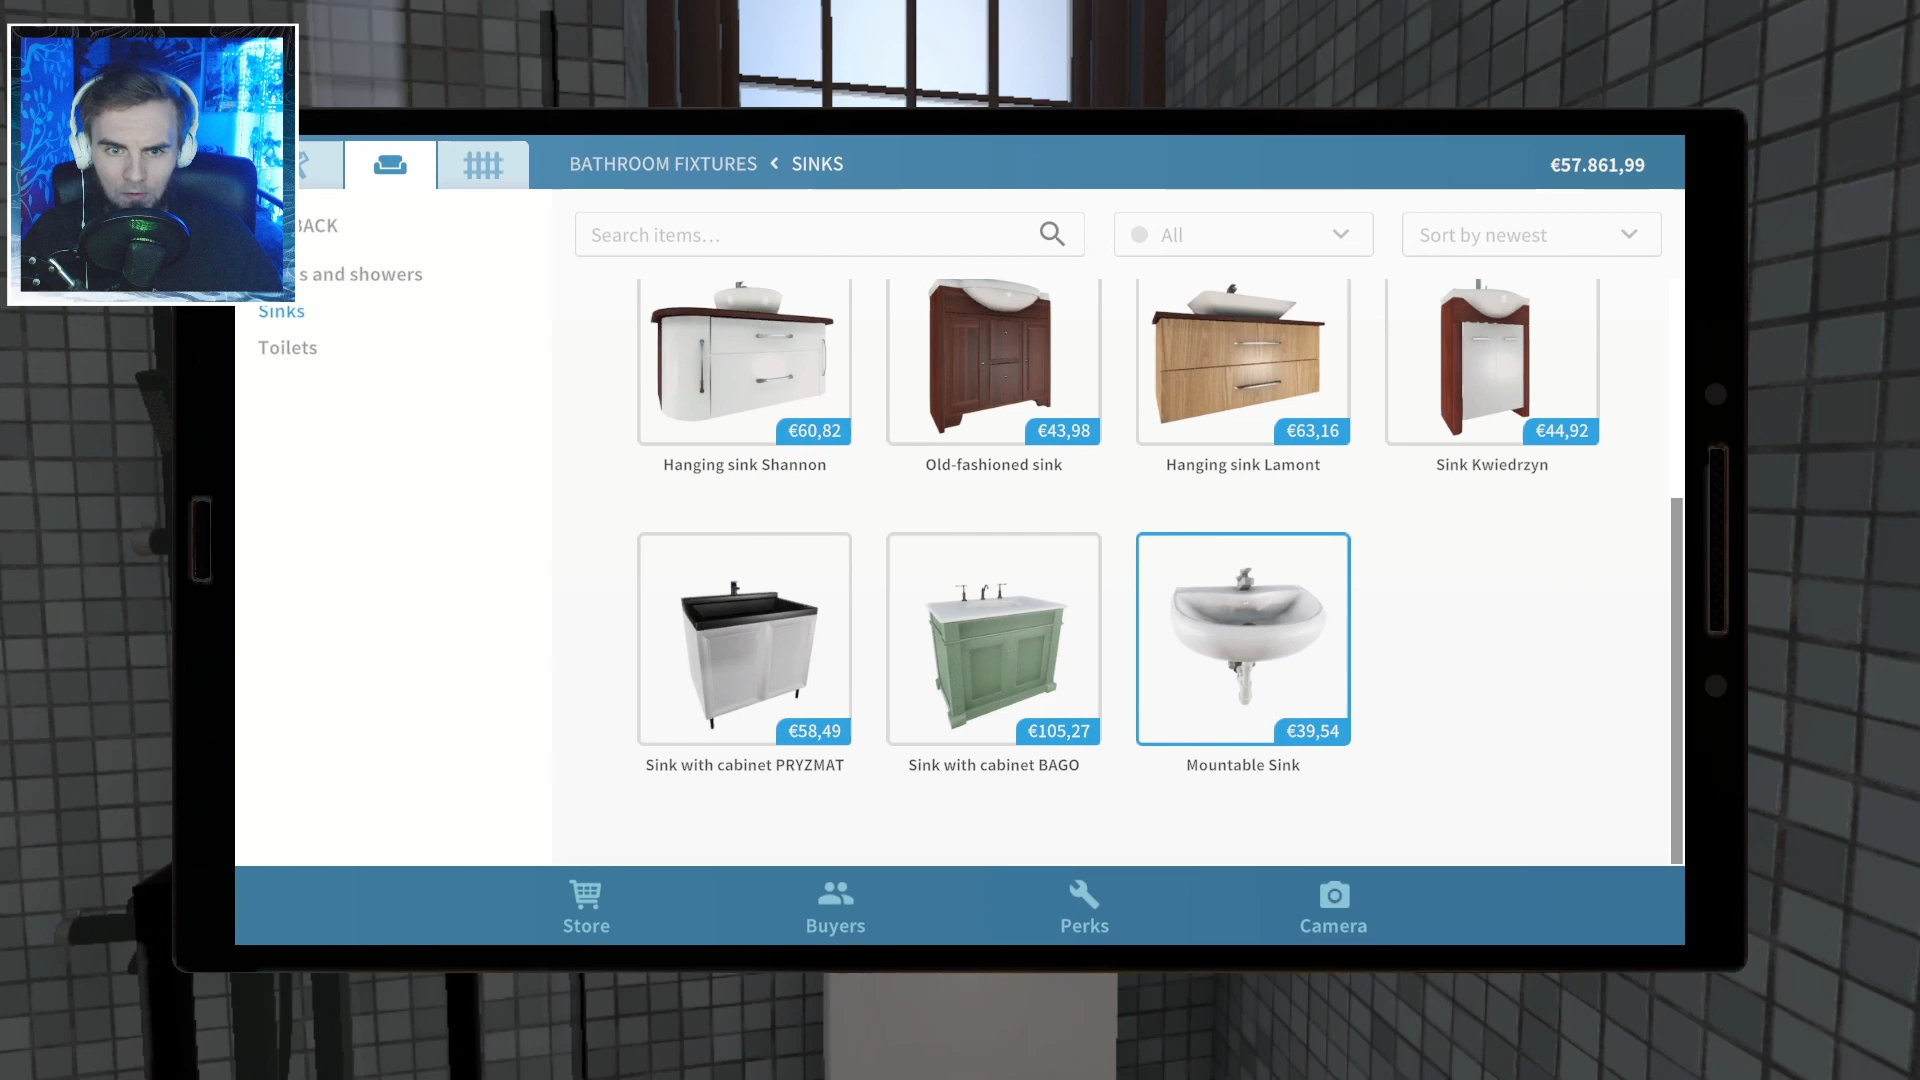 BATHROOM FIXTURES < SINKS
€57.861,99
BACK
s and showers
Sinks
Toilets
Search items...
All
Sort by newest
€60,82
€43,98
€63,16
€44,92
Hanging sink Shannon
Old-fashioned sink
Hanging sink Lamont
Sink Kwiedrzyn
€58,49
€105,27
€39,54
Sink with cabinet PRYZMAT
Sink with cabinet BAGO
Mountable Sink
Store
Buyers
Perks
Camera